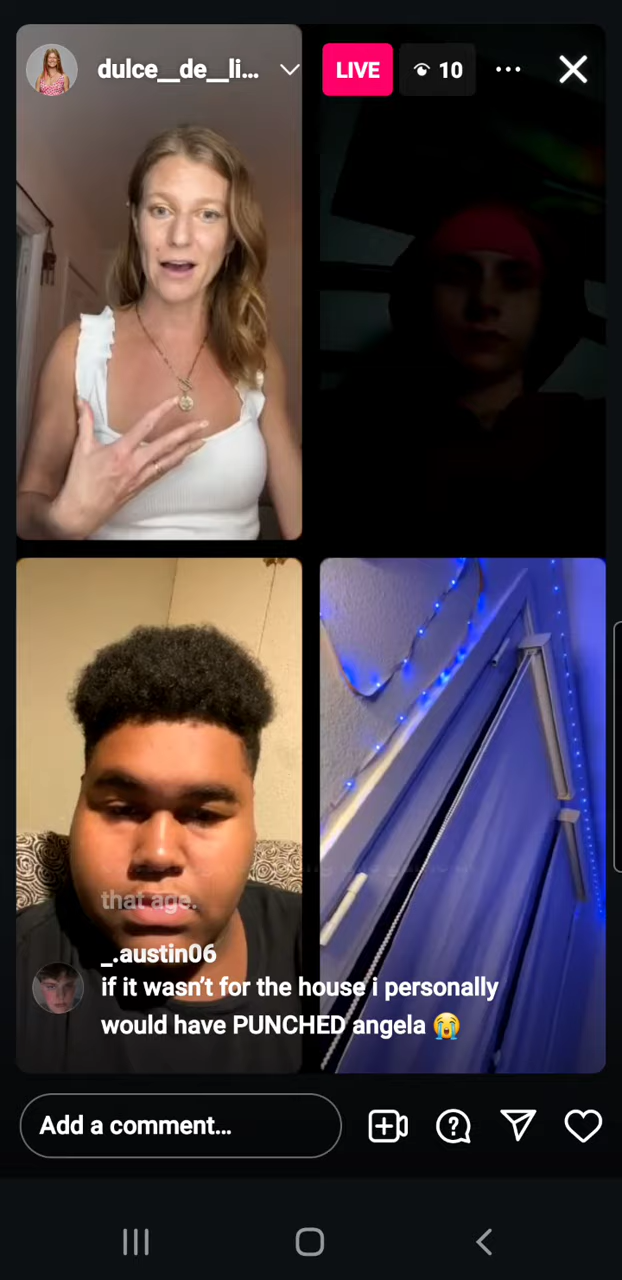 dulce__de__li...
LIVE
10
that age.
_.austin06
if it wasn't for the house i personally
would have PUNCHED angela 😭
Add a comment...